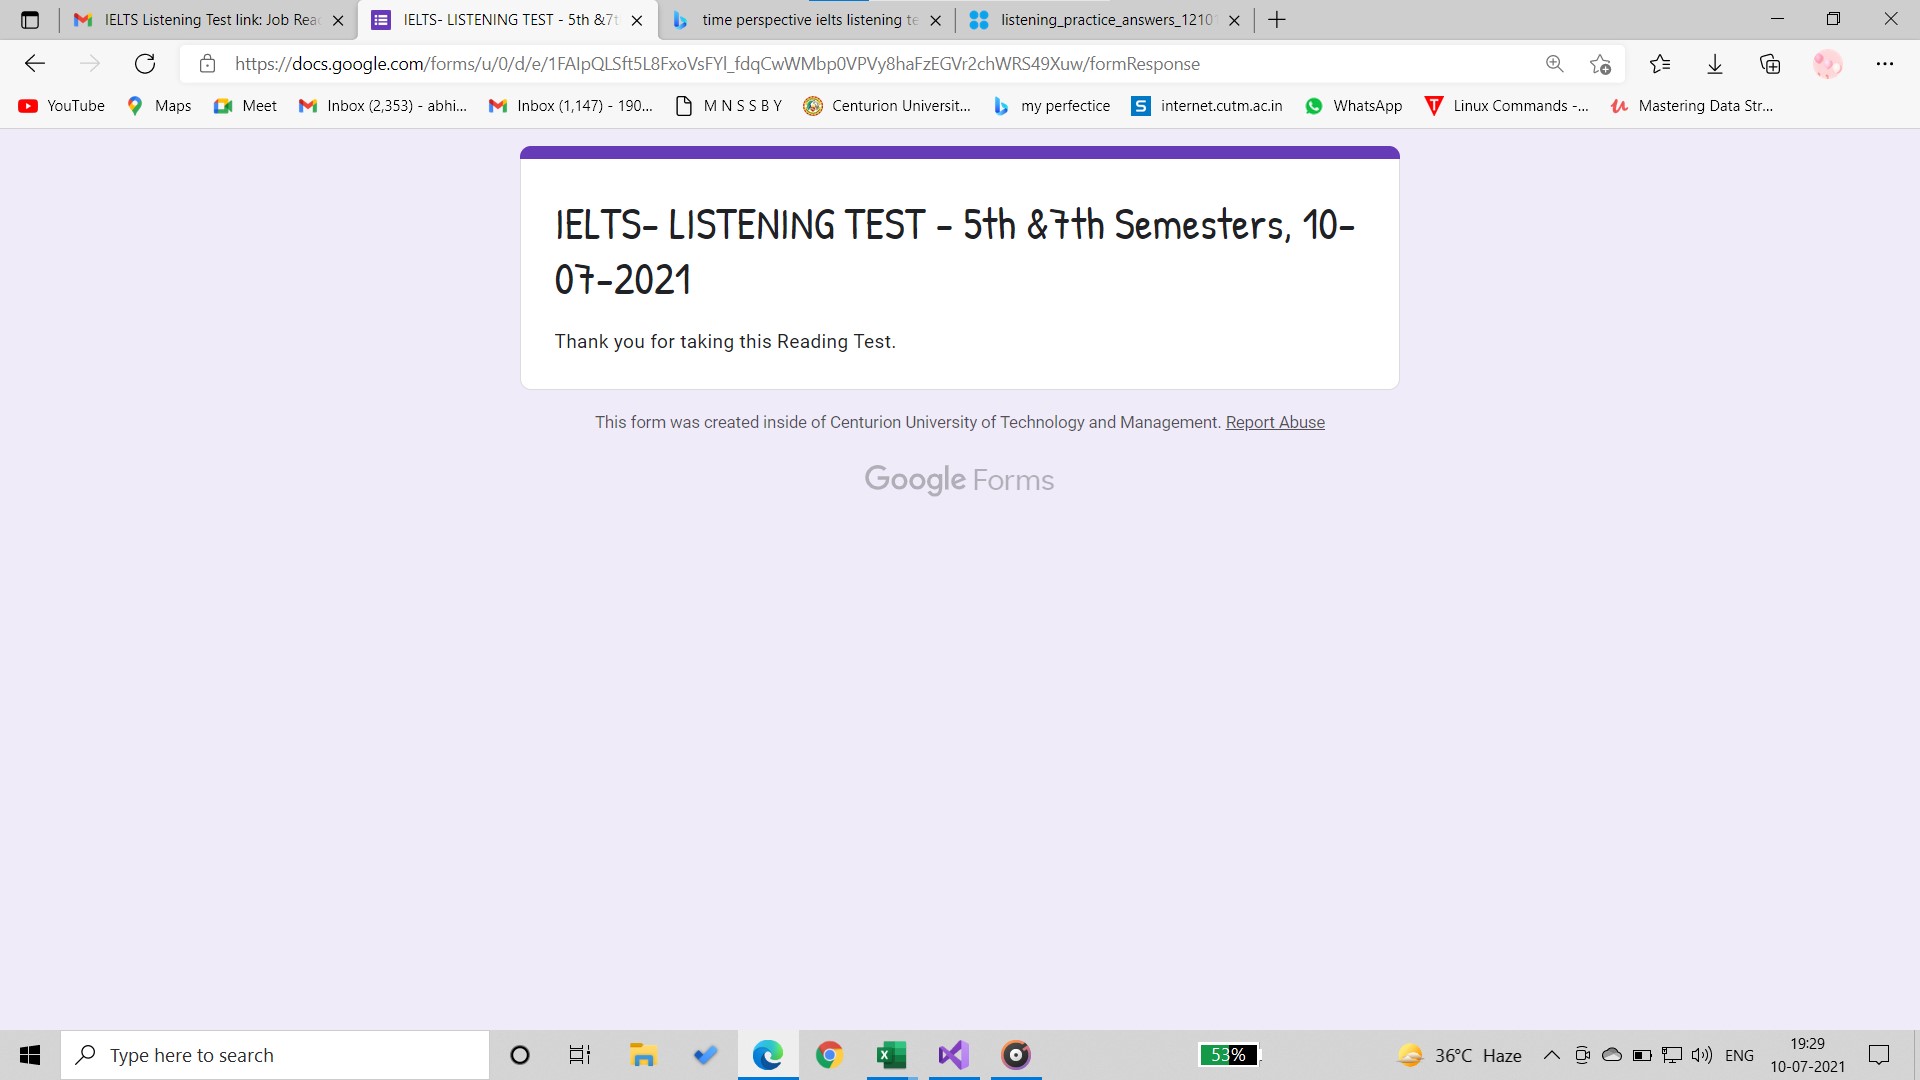 IELTS Listening Test link: Job Rea
IELTS- LISTENING TEST - 5th &7t
time perspective ielts listening te
listening_practice_answers_1210
https://docs.google.com/forms/u/0/d/e/1FAIpQLSft5L8FxoVsFYl_fdqCwWMbp0VPVy8haFzEGVr2chWRS49Xuw/formResponse
YouTube
Maps
Meet
Inbox (2,353) - abhi...
Inbox (1,147) - 190...
M N S S B Y
Centurion Universit...
my perfectice
internet.cutm.ac.in
WhatsApp
Linux Commands -...
Mastering Data Str...
IELTS- LISTENING TEST - 5th &7th Semesters, 10-
07-2021
Thank you for taking this Reading Test.
This form was created inside of Centurion University of Technology and Management. Report Abuse
Google Forms
Type here to search
53%
36°C Haze
ENG
19:29
10-07-2021